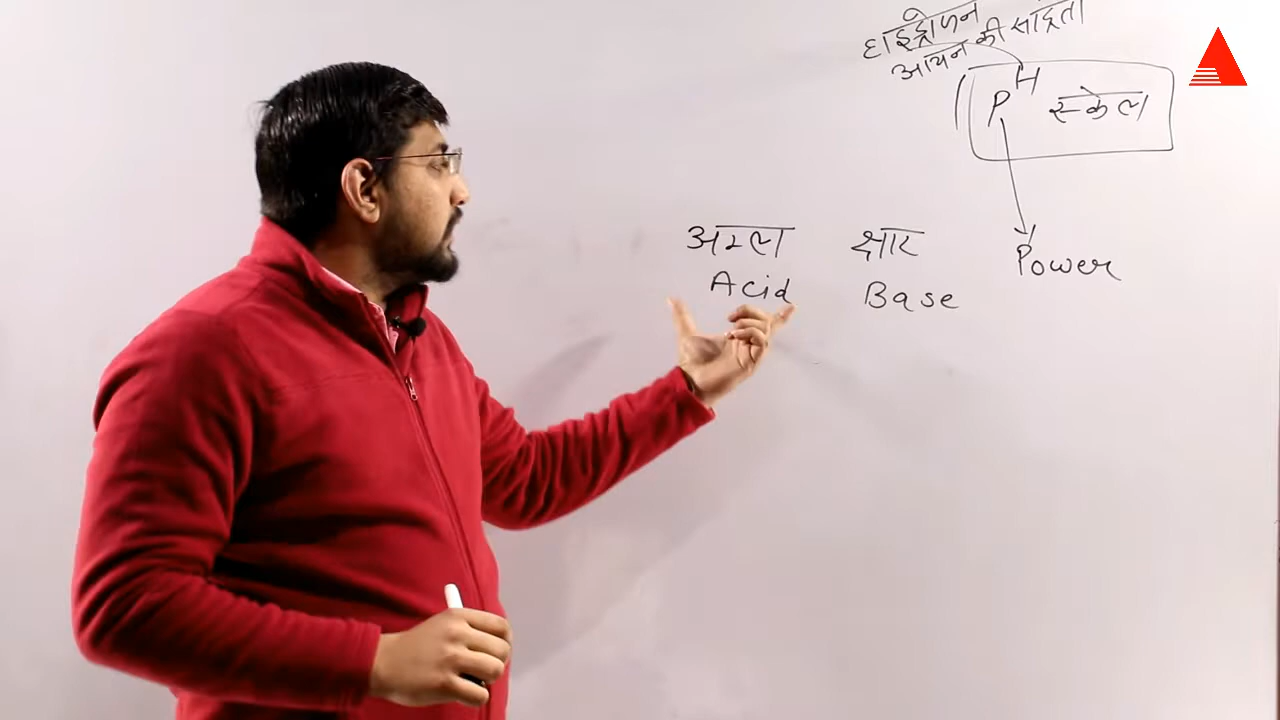 हाइड्रोजन
आयन की सांद्रता
PH स्केल
अम्ल क्षार
Power
Acid Base